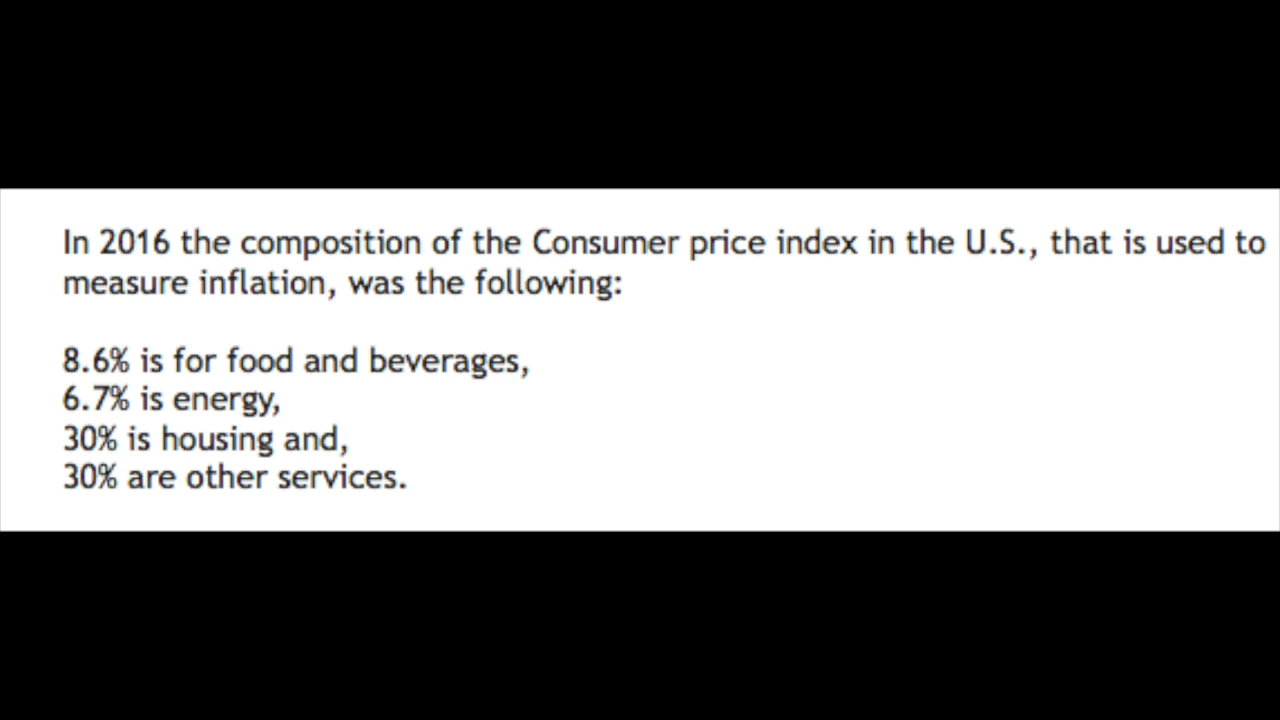 In 2016 the composition of the Consumer price index in the U.S., that is used to
measure inflation, was the following:
8.6% is for food and beverages,
6.7% is energy,
30% is housing and,
30% are other services.